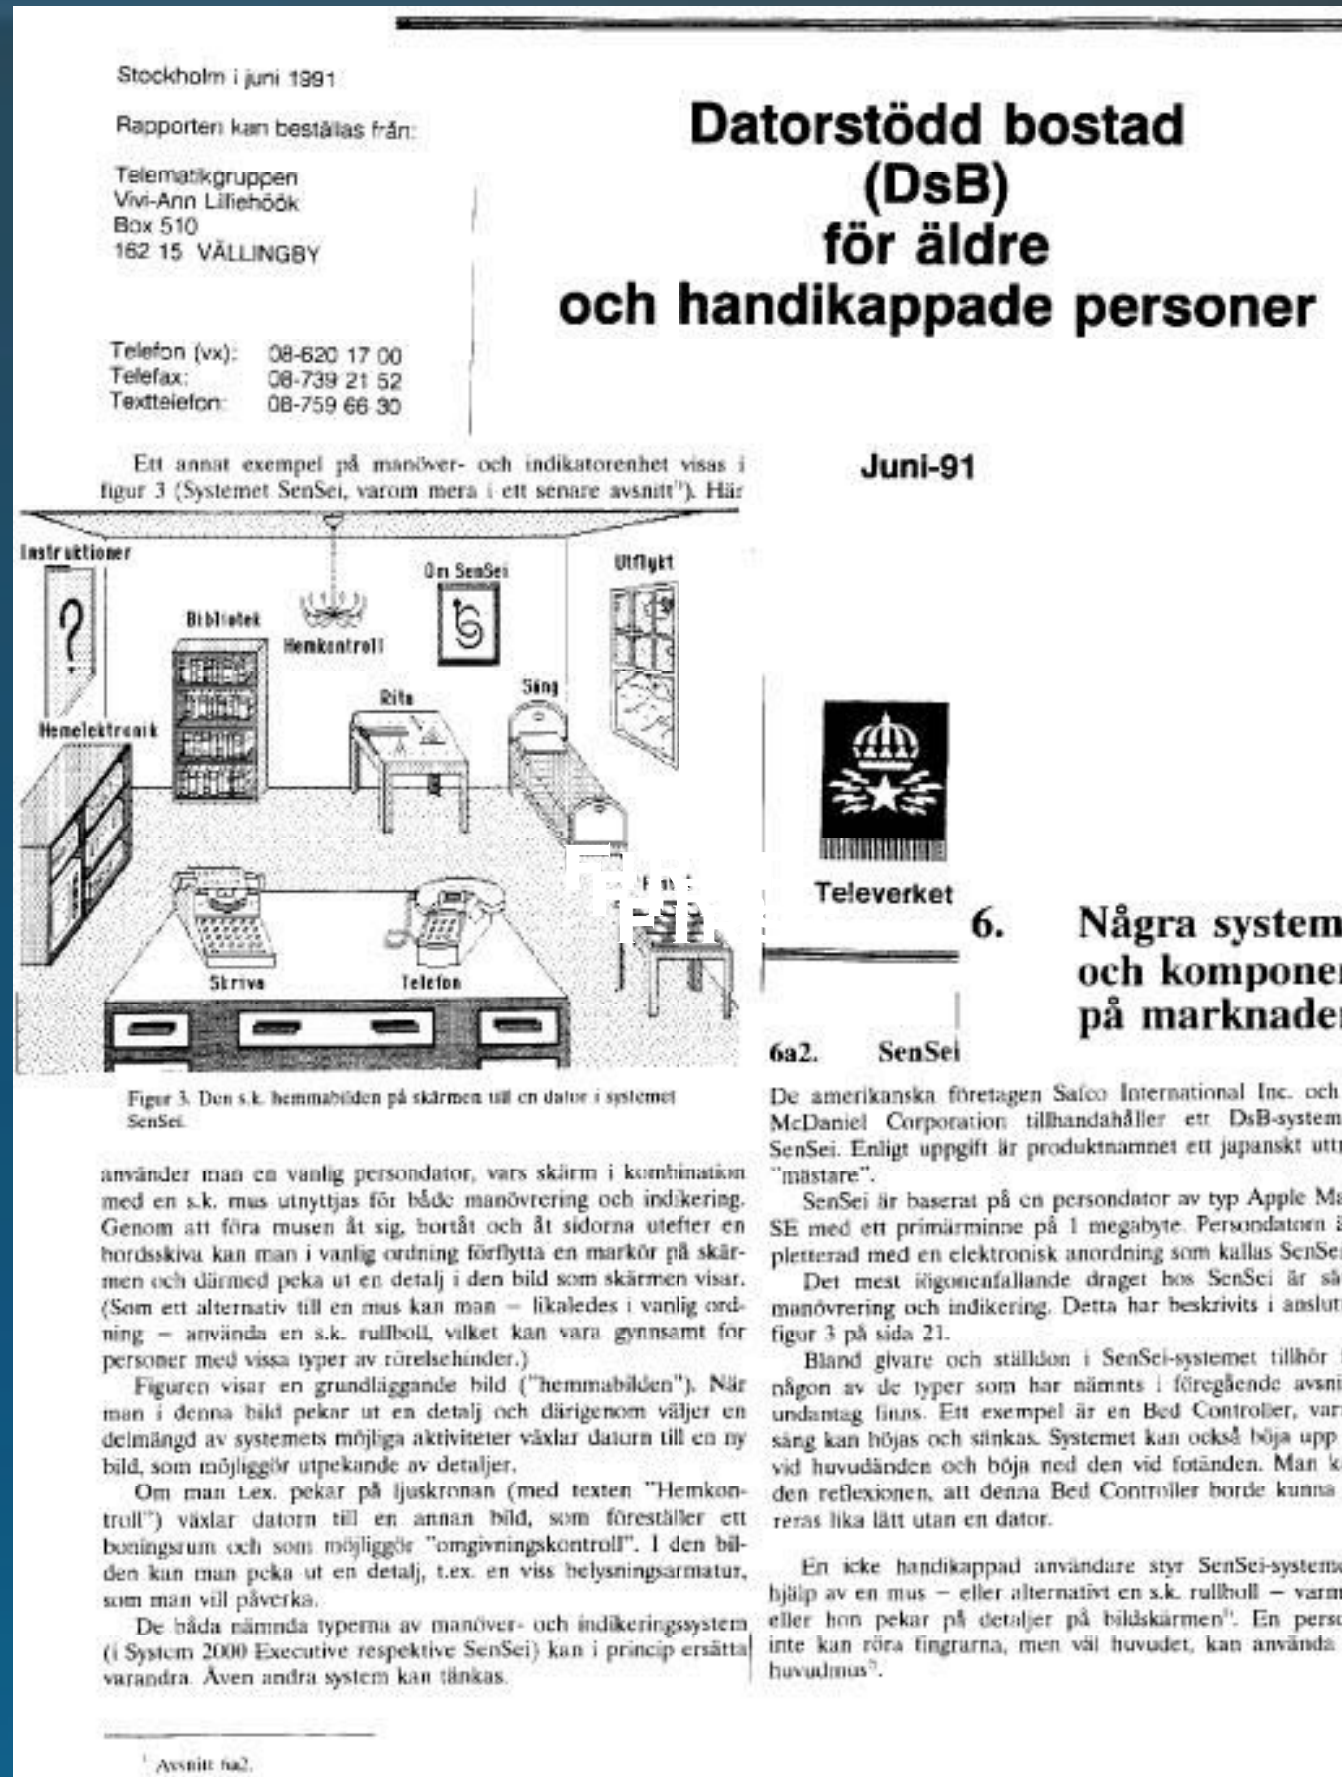 Stockholm i juni 1991
Rapporten kan beställas från:
Telematikgruppen
Vivi-Ann Lilliehöök
Box 510
162 15 VÄLLINGBY
Telefon (vx): 08-620 17 00
Telefax: 08-739 21 52
Texttelefon: 08-759 66 30
Datorstödd bostad
(DsB)
för äldre
och handikappade personer
Juni-91
Televerket
Ett annat exempel på manöver- och indikatorenhet visas i
figur 3 (Systemet SenSei, varom mera i ett senare avsnitt¹). Här
Instruktioner
Bibliotek
Hemkontroll
Om SenSei
Utflykt
Hemelektronik
Rita
Säng
Skriva
Telefon
Figur 3. Den s.k. hemmabilden på skärmen till en dator i systemet
SenSei.
använder man en vanlig persondator, vars skärm i kombination
med en s.k. mus utnyttjas för både manövrering och indikering.
Genom att föra musen åt sig, bortåt och åt sidorna utefter en
bordsskiva kan man i vanlig ordning förflytta en markör på skär-
men och därmed peka ut en detalj i den bild som skärmen visar.
(Som ett alternativ till en mus kan man – likaledes i vanlig ord-
ning – använda en s.k. rullboll, vilket kan vara gynnsamt för
personer med vissa typer av rörelsehinder.)
Figuren visar en grundläggande bild ("hemmabilden"). När
man i denna bild pekar ut en detalj och därigenom väljer en
delmängd av systemets möjliga aktiviteter växlar datorn till en ny
bild, som möjliggör utpekande av detaljer.
Om man t.ex. pekar på ljuskronan (med texten "Hemkon-
troll") växlar datorn till en annan bild, som föreställer ett
boningsrum och som möjliggör "omgivningskontroll". I den bil-
den kan man peka ut en detalj, t.ex. en viss belysningsarmatur,
som man vill påverka.
De båda nämnda typerna av manöver- och indikeringssystem
(i System 2000 Executive respektive SenSei) kan i princip ersätta
varandra. Även andra system kan tänkas.
¹ Avsnitt 6a2.
6. Några system
och komponen
på marknaden
6a2. SenSei
De amerikanska företagen Safco International Inc. och
McDaniel Corporation tillhandahåller ett DsB-system
SenSei. Enligt uppgift är produktnamnet ett japanskt uttr
"mästare".
SenSei är baserat på en persondator av typ Apple Ma
SE med ett primärminne på 1 megabyte. Persondatorn ä
pletterad med en elektronisk anordning som kallas SenSei
Det mest iögonenfallande draget hos SenSei är sä
manövrering och indikering. Detta har beskrivits i anslut
figur 3 på sida 21.
Bland givare och ställdon i SenSei-systemet tillhör
någon av de typer som har nämnts i föregående avsni
undantag finns. Ett exempel är en Bed Controller, var
säng kan höjas och sänkas. Systemet kan också böja upp
vid huvudänden och böja ned den vid fotänden. Man k
den reflexionen, att denna Bed Controller borde kunna
reras lika lätt utan en dator.
En icke handikappad användare styr SenSei-systeme
hjälp av en mus – eller alternativt en s.k. rullboll – varm
eller hon pekar på detaljer på bildskärmen. En perso
inte kan röra fingrarna, men väl huvudet, kan använda
huvudmus.